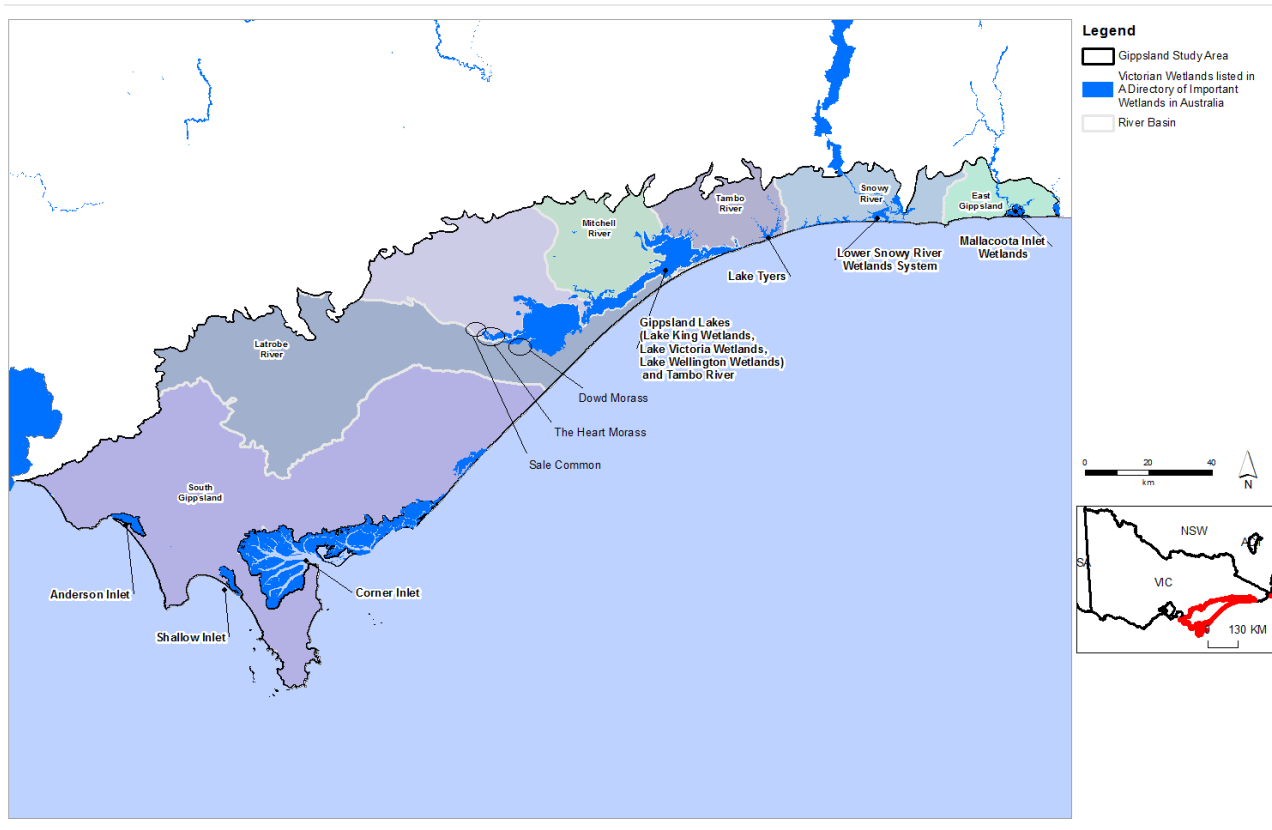 Legend
Gippsland Study Area
Victorian Wetlands listed in
A Directory of Important
Wetlands in Australia
River Basin
East
Gippsland
Snowy
River
Tambo
River
Mitchell
River
Mallacoota Inlet
Wetlands
Lower Snowy River
Wetlands System
Lake Tyers
Gippsland Lakes
(Lake King Wetlands,
Lake Victoria Wetlands,
Lake Wellington Wetlands)
and Tambo River
Latrobe
River
Dowd Morass
The Heart Morass
Sale Common
South
Gippsland
Anderson Inlet
Corner Inlet
Shallow Inlet
0 20 40
km
N
NSW
VIC
130 KM